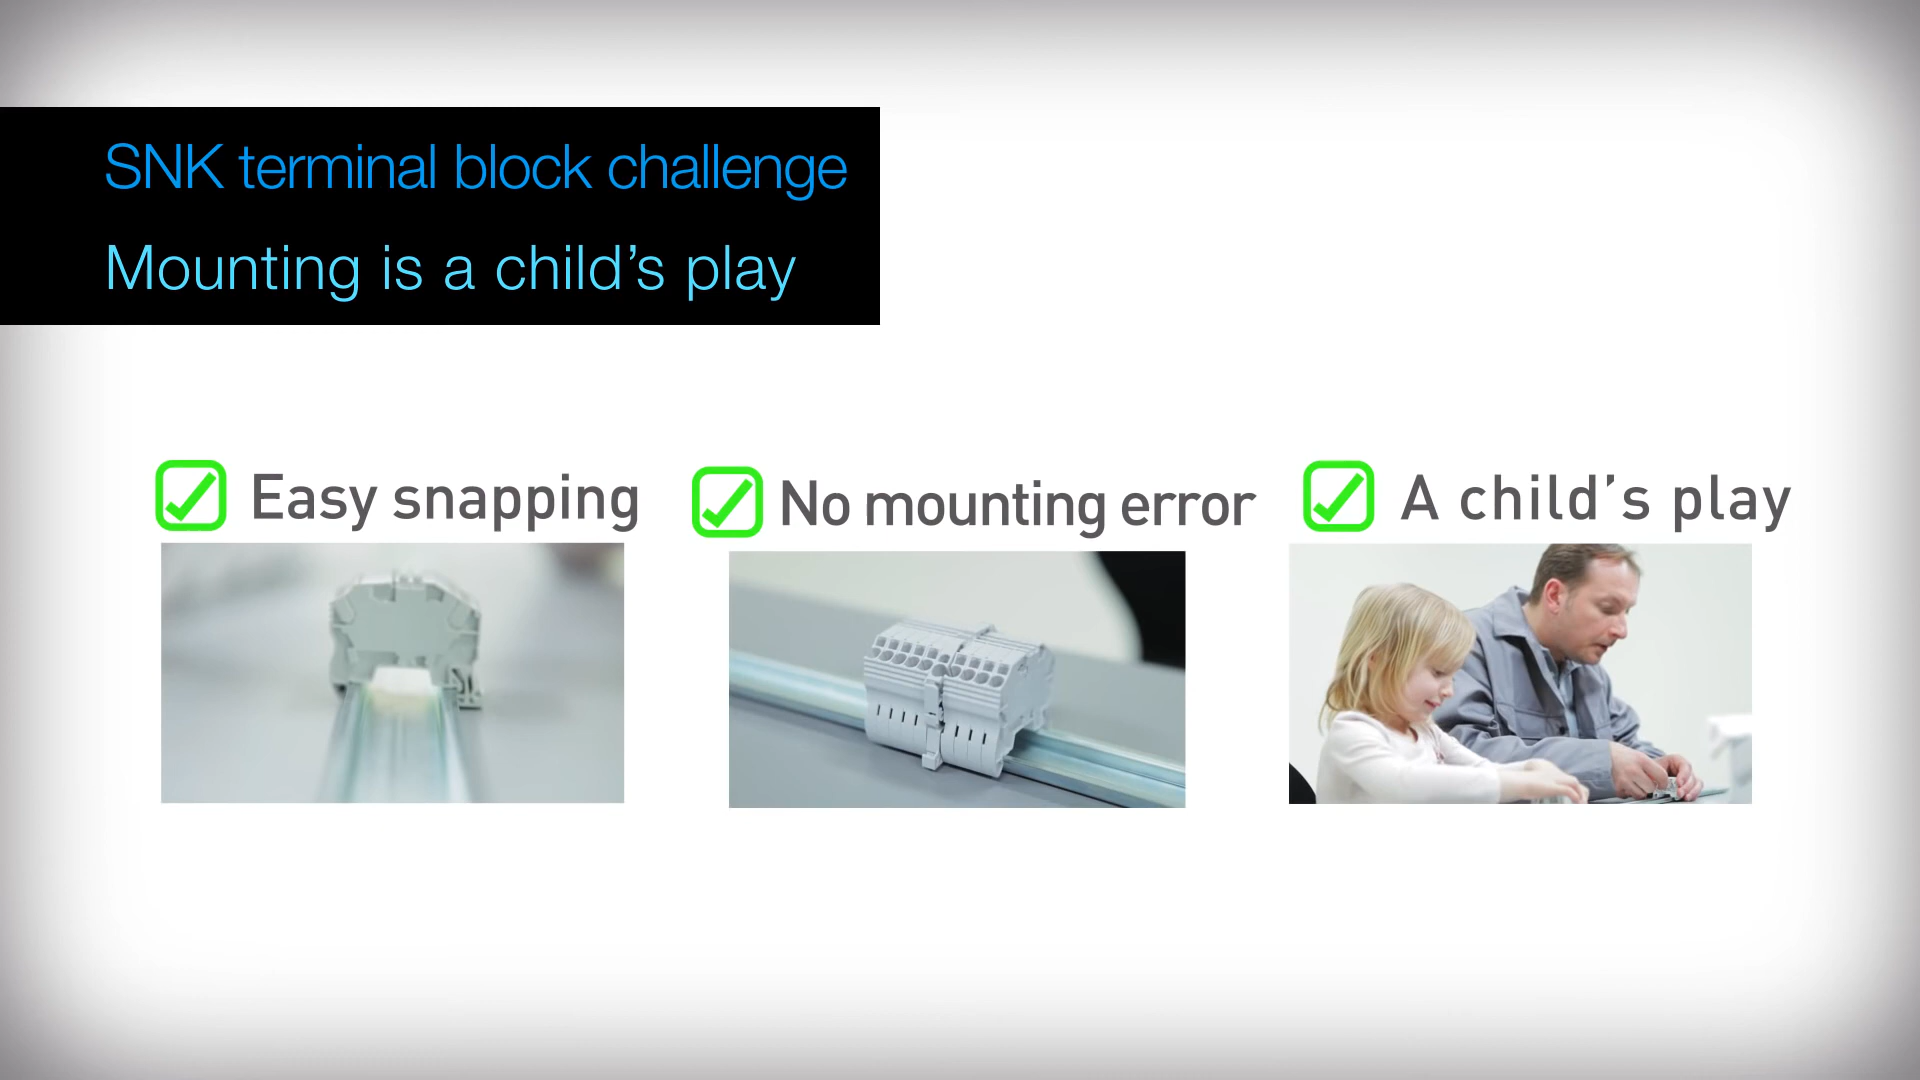 SNK terminal block challenge
Mounting is a child’s play
Easy snapping
No mounting error
A child’s play